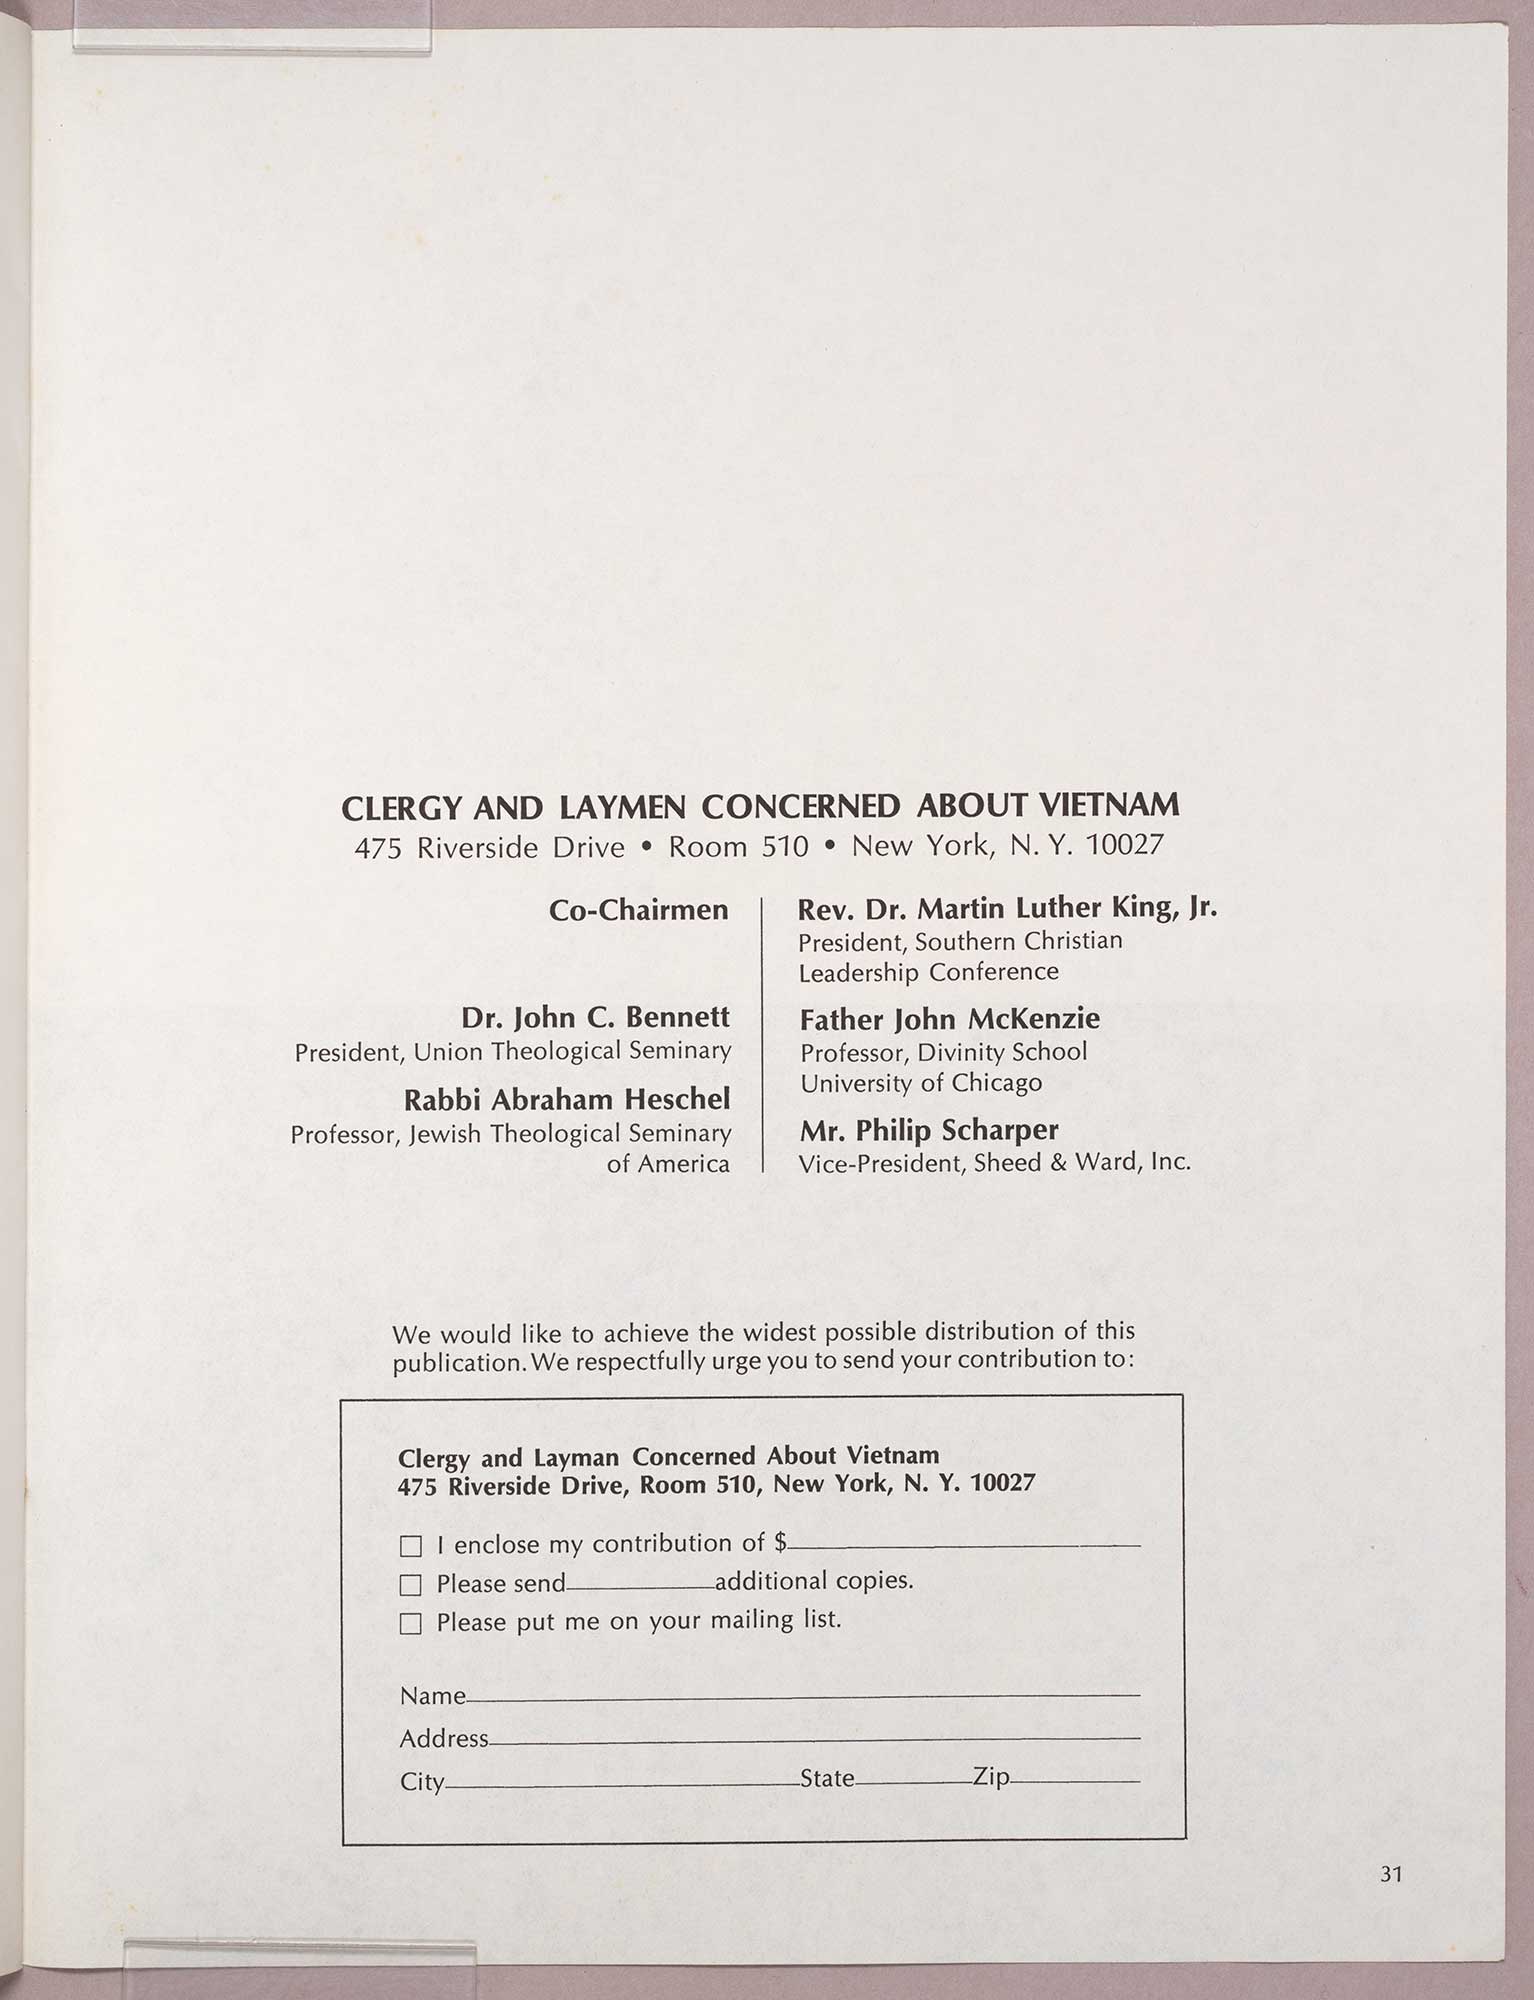 CLERGY AND LAYMEN CONCERNED ABOUT VIETNAM
475 Riverside Drive • Room 510 • New York, N. Y. 10027
Co-Chairmen
Dr. John C. Bennett
President, Union Theological Seminary
Rabbi Abraham Heschel
Professor, Jewish Theological Seminary
of America
Rev. Dr. Martin Luther King, Jr.
President, Southern Christian
Leadership Conference
Father John McKenzie
Professor, Divinity School
University of Chicago
Mr. Philip Scharper
Vice-President, Sheed & Ward, Inc.
We would like to achieve the widest possible distribution of this
publication. We respectfully urge you to send your contribution to:
Clergy and Layman Concerned About Vietnam
475 Riverside Drive, Room 510, New York, N. Y. 10027
☐ I enclose my contribution of $
☐ Please send additional copies.
☐ Please put me on your mailing list.
Name
Address
City State Zip
31